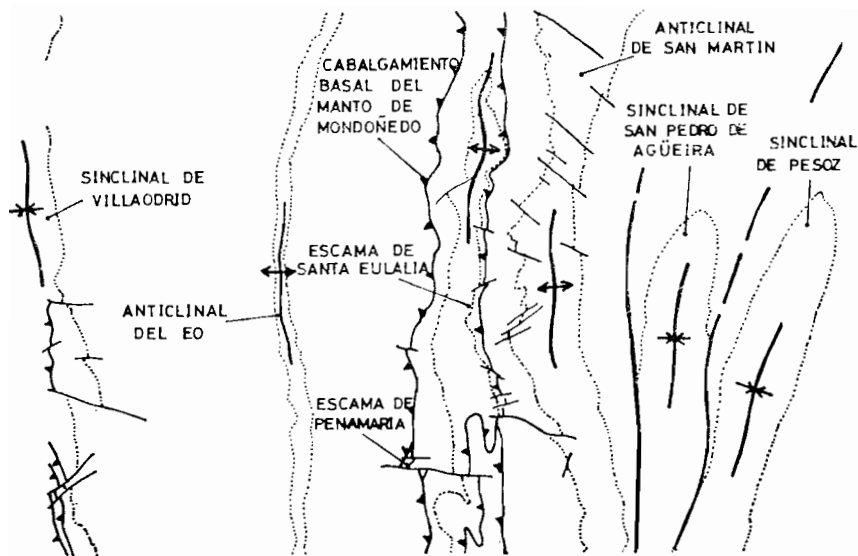 ANTICLINAL
DE SAN MARTIN
CABALGAMIENTO
BASAL DEL
MANTO DE
MONDOÑEDO
SINCLINAL DE
SAN PEDRO DE
AGÜEIRA
SINCLINAL
DE PESOZ
SINCLINAL DE
VILLAODRID
ESCAMA DE
SANTA EULALIA
ANTICLINAL
DEL EO
ESCAMA DE
PENAMARIA